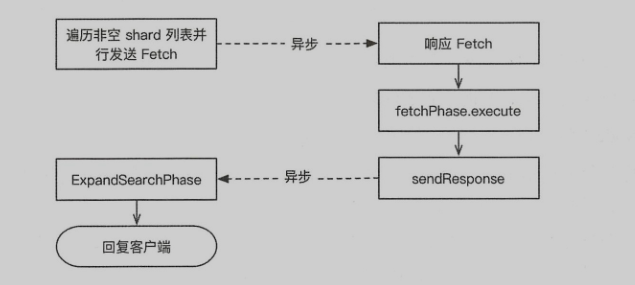 遍历非空 shard 列表并
行发送 Fetch
异步
响应 Fetch
fetchPhase.execute
ExpandSearchPhase
异步
sendResponse
回复客户端